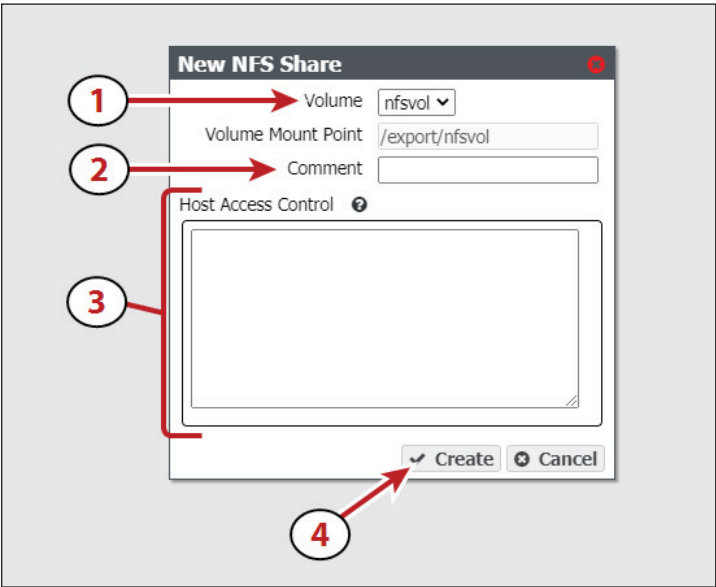 New NFS Share
1 Volume nfsvol
Volume Mount Point /export/nfsvol
2 Comment
Host Access Control ?
3
Create Cancel
4